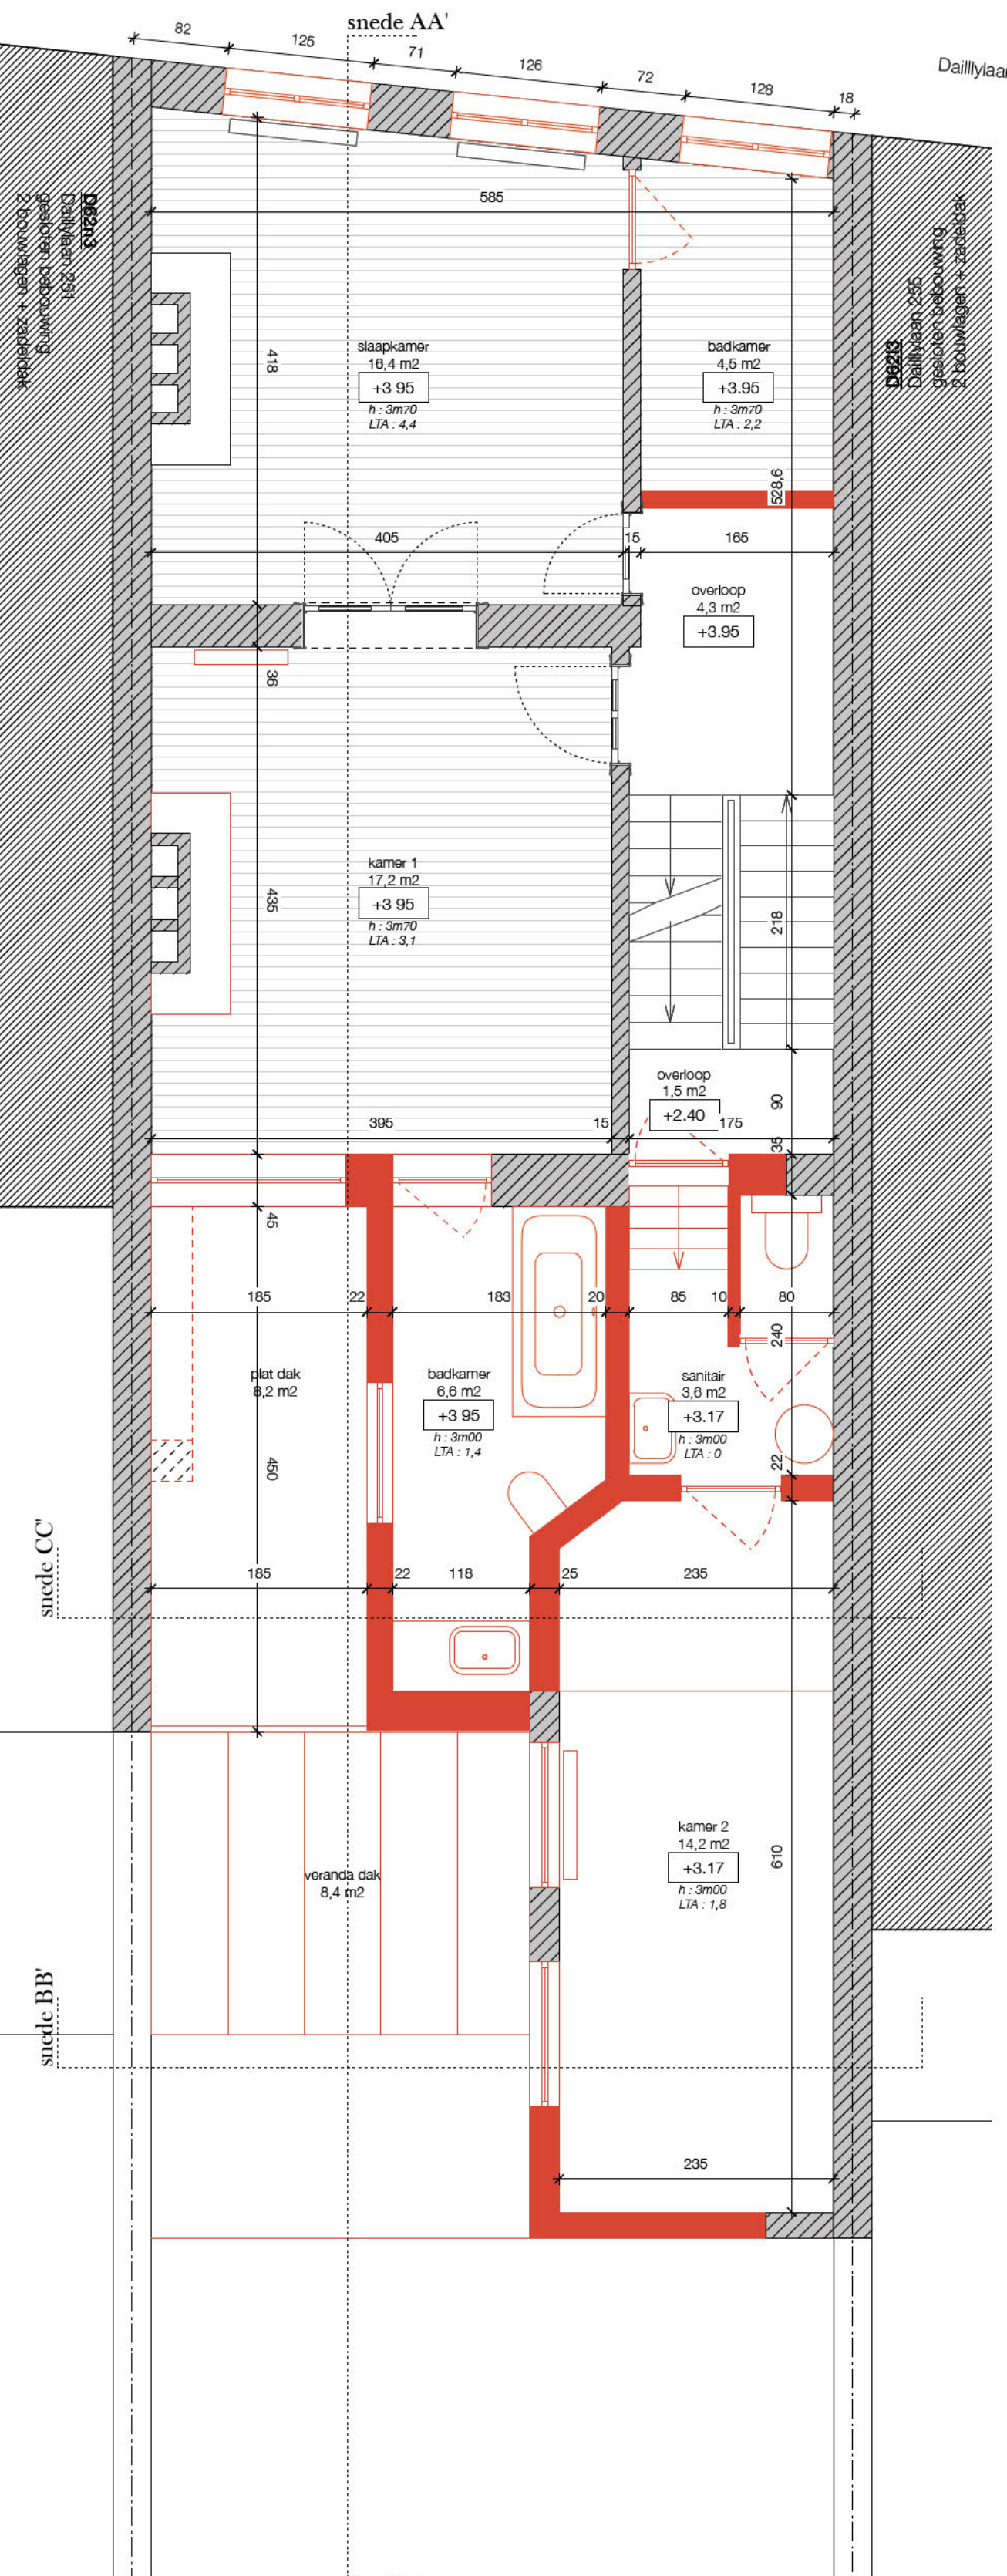 snede AA'
82
125
71
126
72
128
18
585
D62n3
Daillylaan 251
gesloten bebouwing
2 bouwlagen + zadeldak
D62l3
Daillylaan 255
gesloten bebouwing
2 bouwlagen + zadeldak
418
slaapkamer
16,4 m2
+3 95
h : 3m70
LTA : 4,4
badkamer
4,5 m2
+3.95
h : 3m70
LTA : 2,2
528,6
405
15
165
overloop
4,3 m2
+3.95
36
kamer 1
17,2 m2
+3 95
h : 3m70
LTA : 3,1
435
218
overloop
1,5 m2
+2.40
90
395
15
175
35
45
185
22
183
20
85
10
80
240
plat dak
8,2 m2
badkamer
6,6 m2
+3 95
h : 3m00
LTA : 1,4
sanitair
3,6 m2
+3.17
h : 3m00
LTA : 0
450
22
snede CC'
185
22
118
25
235
kamer 2
14,2 m2
+3.17
h : 3m00
LTA : 1,8
610
veranda dak
8,4 m2
snede BB'
235